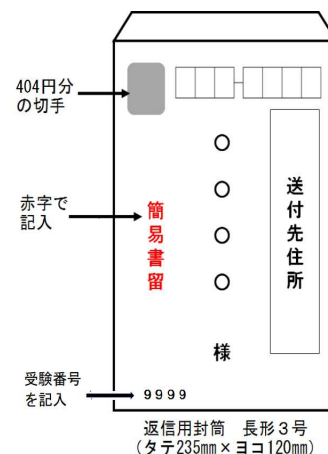 404円分
の切手
赤字で
記入
簡易書留
送付先住所
○○○○
様
受験番号
を記入
9999
返信用封筒 長形3号
(タテ235mm×ヨコ120mm)